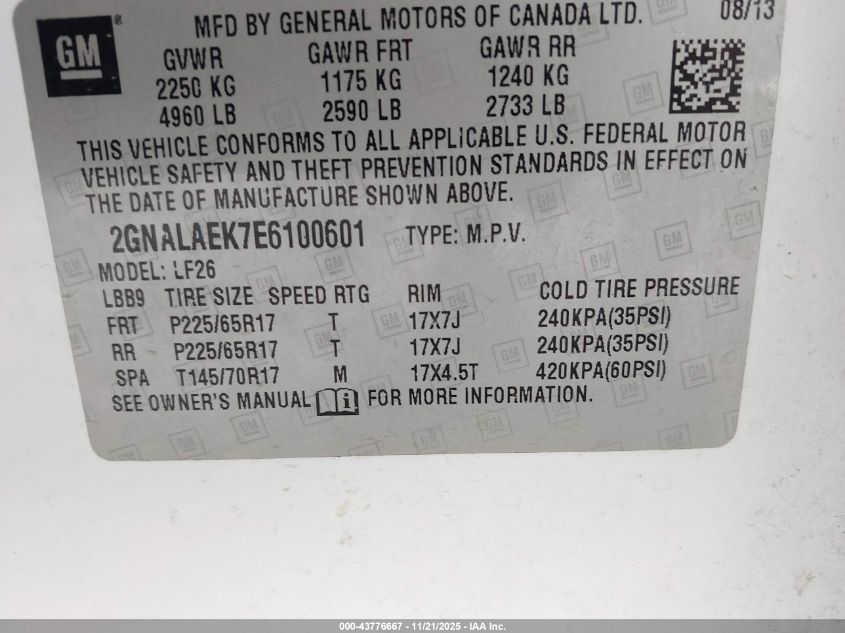 GM
MFD BY GENERAL MOTORS OF CANADA LTD. 08/13
GVWR GAWR FRT GAWR RR
2250 KG 1175 KG 1240 KG
4960 LB 2590 LB 2733 LB
THIS VEHICLE CONFORMS TO ALL APPLICABLE U.S. FEDERAL MOTOR
VEHICLE SAFETY AND THEFT PREVENTION STANDARDS IN EFFECT ON
THE DATE OF MANUFACTURE SHOWN ABOVE.
2GNALAEK7E6100601 TYPE: M.P.V.
MODEL: LF26
LBB9 TIRE SIZE SPEED RTG RIM COLD TIRE PRESSURE
FRT P225/65R17 T 17X7J 240KPA(35PSI)
RR P225/65R17 T 17X7J 240KPA(35PSI)
SPA T145/70R17 M 17X4.5T 420KPA(60PSI)
SEE OWNER'S MANUAL i FOR MORE INFORMATION.
000-43776667 - 11/21/2025 - IAA Inc.